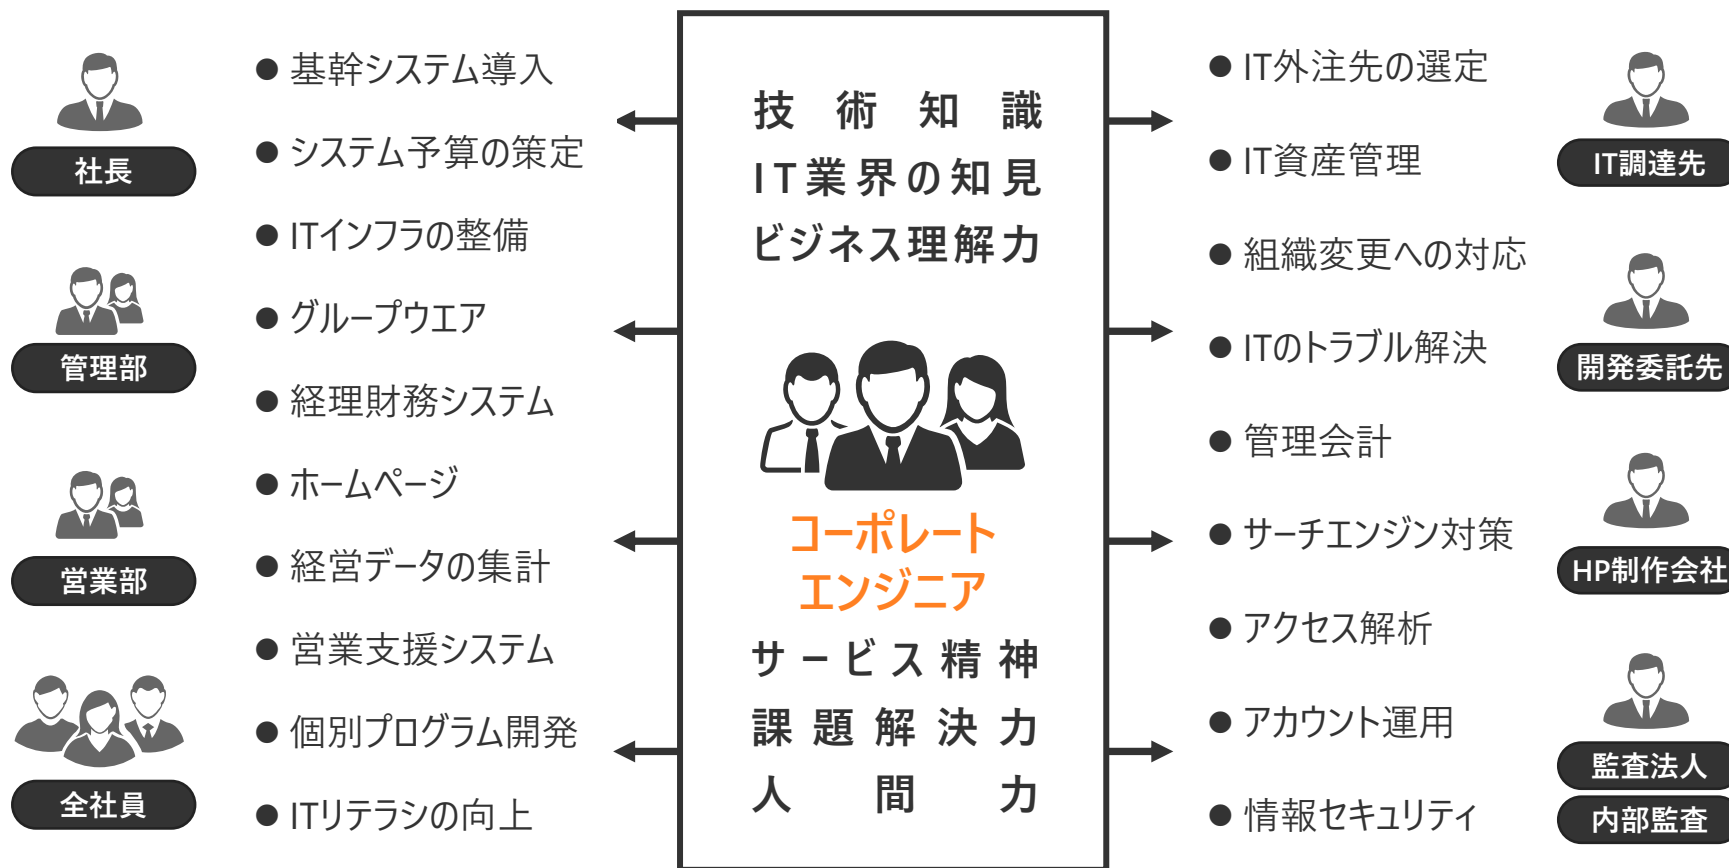 社長
管理部
営業部
全社員
● 基幹システム導入
● システム予算の策定
● ITインフラの整備
● グループウエア
● 経理財務システム
● ホームページ
● 経営データの集計
● 営業支援システム
● 個別プログラム開発
● ITリテラシの向上
技術知識
IT業界の知見
ビジネス理解力
コーポレート
エンジニア
サービス精神
課題解決力
人間力
● IT外注先の選定
● IT資産管理
● 組織変更への対応
● ITのトラブル解決
● 管理会計
● サーチエンジン対策
● アクセス解析
● アカウント運用
● 情報セキュリティ
IT調達先
開発委託先
HP制作会社
監査法人
内部監査